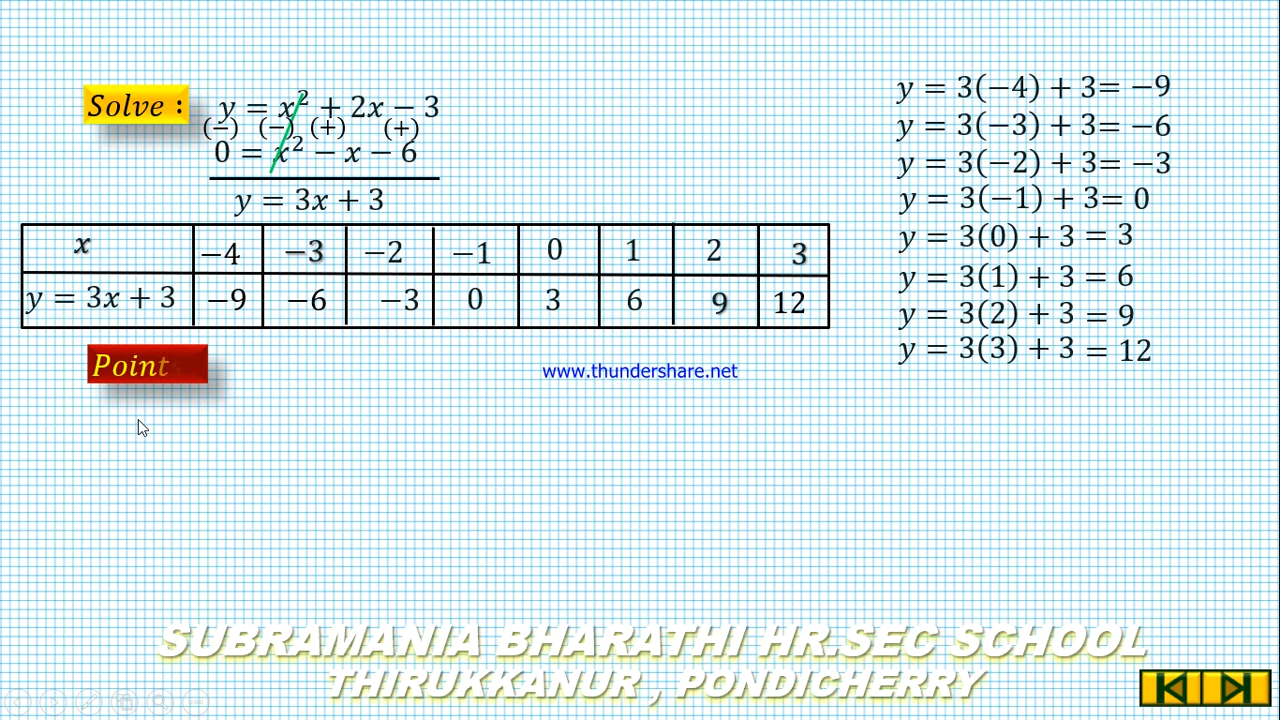 Solve :
y = x² + 2x − 3
(−) (−) (+) (+)
0 = x² − x − 6
y = 3x + 3
x −4 −3 −2 −1 0 1 2 3
y = 3x + 3 −9 −6 −3 0 3 6 9 12
Point
www.thundershare.net
y = 3(−4) + 3= −9
y = 3(−3) + 3= −6
y = 3(−2) + 3= −3
y = 3(−1) + 3= 0
y = 3(0) + 3 = 3
y = 3(1) + 3 = 6
y = 3(2) + 3 = 9
y = 3(3) + 3 = 12
SUBRAMANIA BHARATHI HR.SEC SCHOOL
THIRUKKANUR , PONDICHERRY